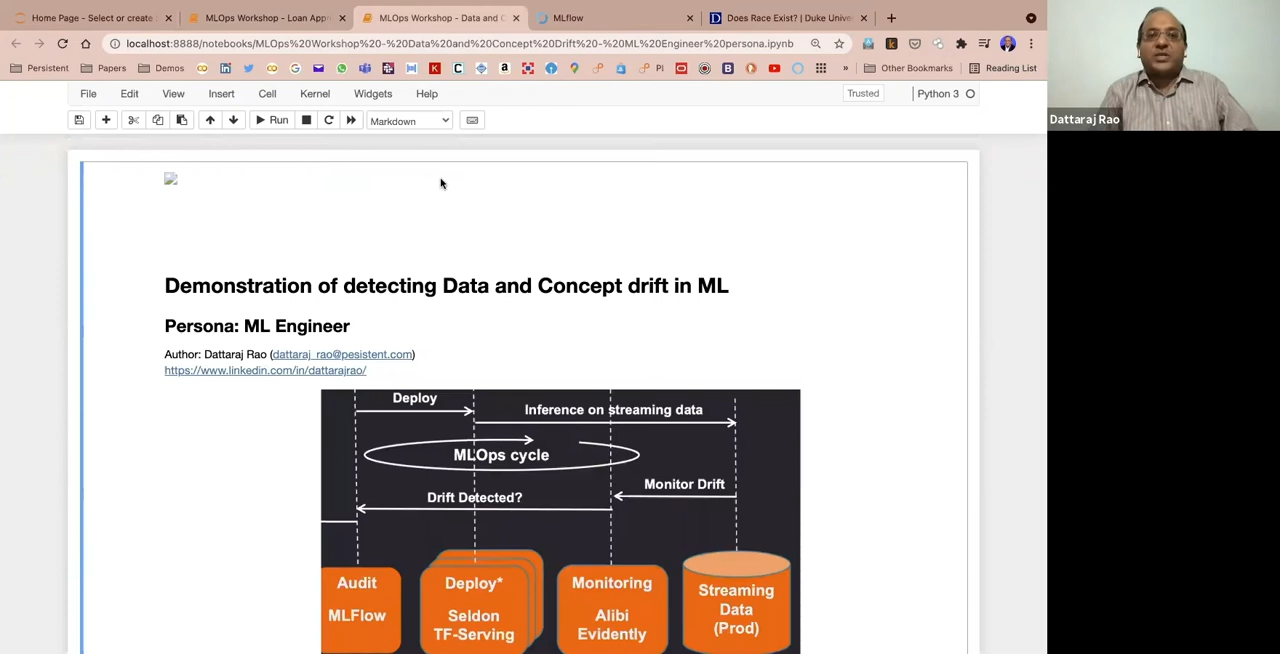 Home Page - Select or create
MLOps Workshop - Loan Appr
MLOps Workshop - Data and C
MLflow
Does Race Exist? | Duke Unive
localhost:8888/notebooks/MLOps%20Workshop%20-%20Data%20and%20Concept%20Drift%20-%20ML%20Engineer%20persona.ipynb
Persistent
Papers
Demos
PI
»
Other Bookmarks
Reading List
File
Edit
View
Insert
Cell
Kernel
Widgets
Help
Trusted
Python 3
Run
Markdown
Dattaraj Rao
Demonstration of detecting Data and Concept drift in ML
Persona: ML Engineer
Author: Dattaraj Rao (dattaraj_rao@pesistent.com)
https://www.linkedin.com/in/dattarajrao/
Deploy
Inference on streaming data
MLOps cycle
Monitor Drift
Drift Detected?
Audit
MLFlow
Deploy*
Seldon
TF-Serving
Monitoring
Alibi
Evidently
Streaming
Data
(Prod)